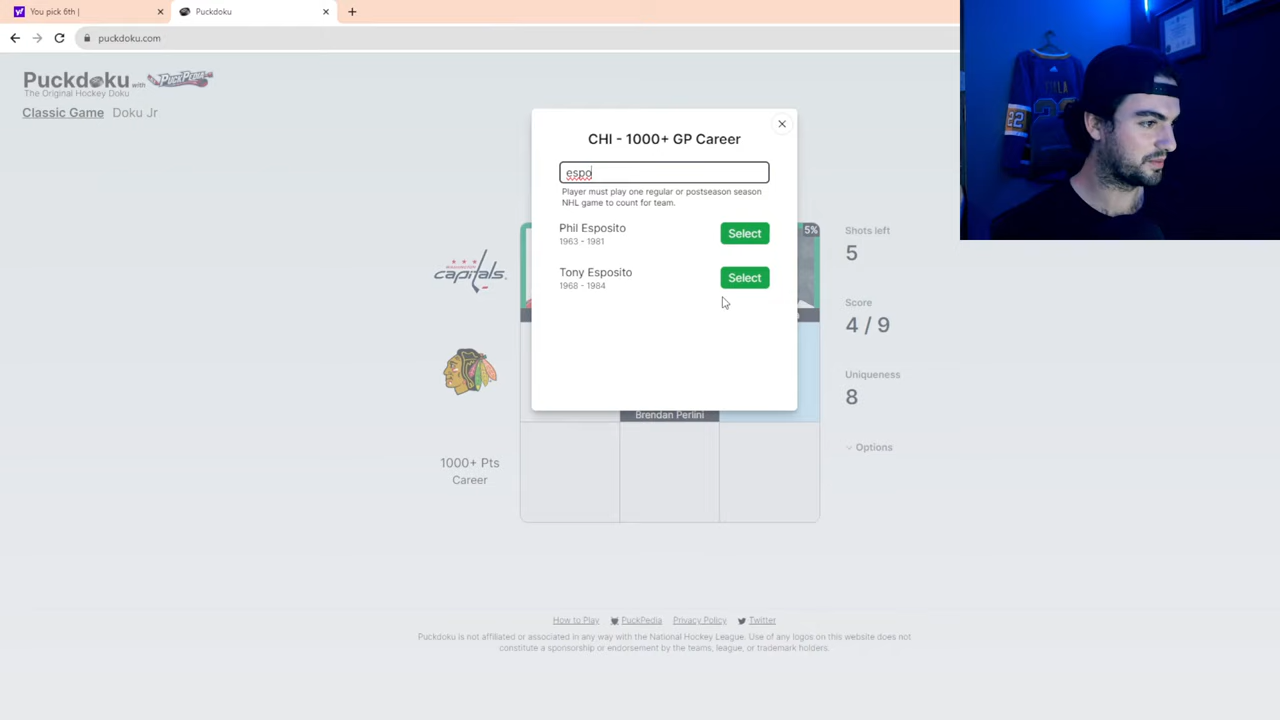 You pick 6th |
Puckdoku
puckdoku.com
Puckdoku with PUCKPEDIA
The Original Hockey Doku
Classic Game Doku Jr
CHI - 1000+ GP Career
espo
Player must play one regular or postseason season
NHL game to count for team.
Phil Esposito
1963 - 1981
Select
Tony Esposito
1968 - 1984
Select
capitals
5%
Brendan Perlini
1000+ Pts
Career
Shots left
5
Score
4 / 9
Uniqueness
8
Options
How to Play PuckPedia Privacy Policy Twitter
Puckdoku is not affiliated or associated in any way with the National Hockey League. Use of any logos on this website does not
constitute a sponsorship or endorsement by the teams, league, or trademark holders.
22